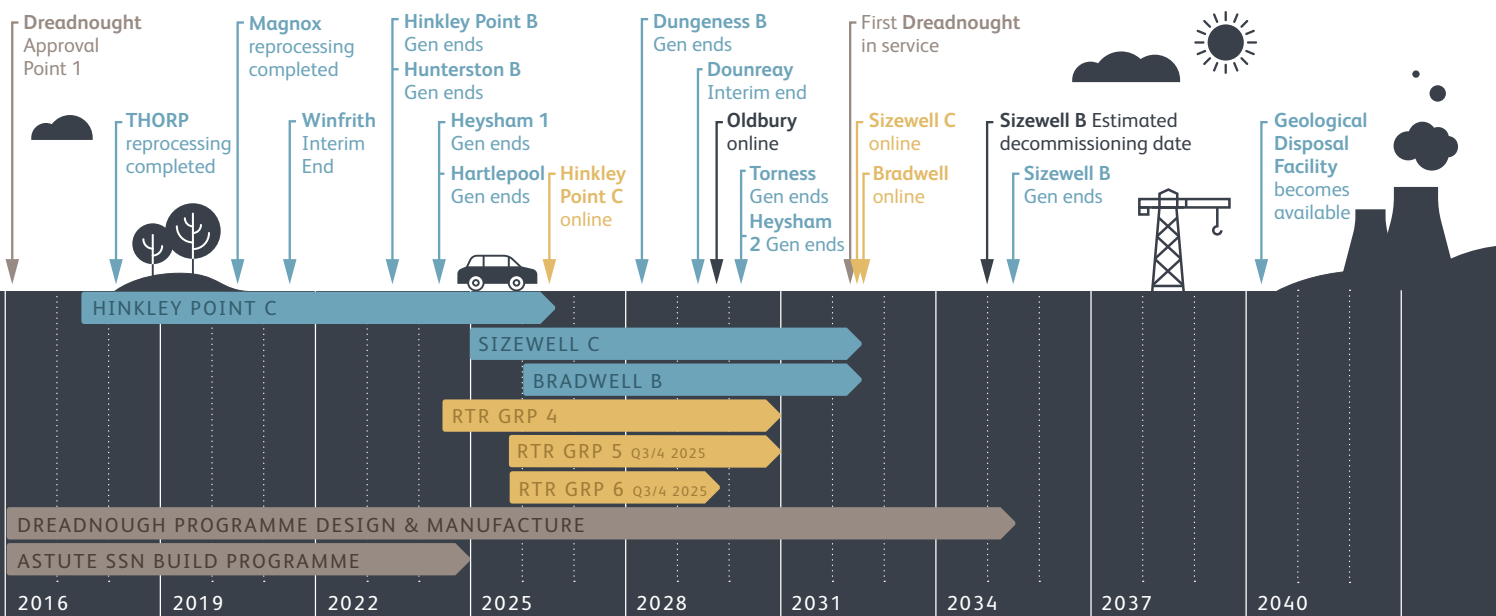 Dreadnought
Approval
Point 1
THORP
reprocessing
completed
Magnox
reprocessing
completed
Winfrith
Interim
End
Hinkley Point B
Gen ends
Hunterston B
Gen ends
Heysham 1
Gen ends
Hartlepool
Gen ends
Hinkley
Point C
online
Dungeness B
Gen ends
Dounreay
Interim end
Oldbury
online
Torness
Gen ends
Heysham
2 Gen ends
First Dreadnought
in service
Sizewell C
online
Bradwell
online
Sizewell B Estimated
decommissioning date
Sizewell B
Gen ends
Geological
Disposal
Facility
becomes
available
HINKLEY POINT C
SIZEWELL C
BRADWELL B
RTR GRP 4
RTR GRP 5 Q3/4 2025
RTR GRP 6 Q3/4 2025
DREADNOUGH PROGRAMME DESIGN & MANUFACTURE
ASTUTE SSN BUILD PROGRAMME
2016 2019 2022 2025 2028 2031 2034 2037 2040